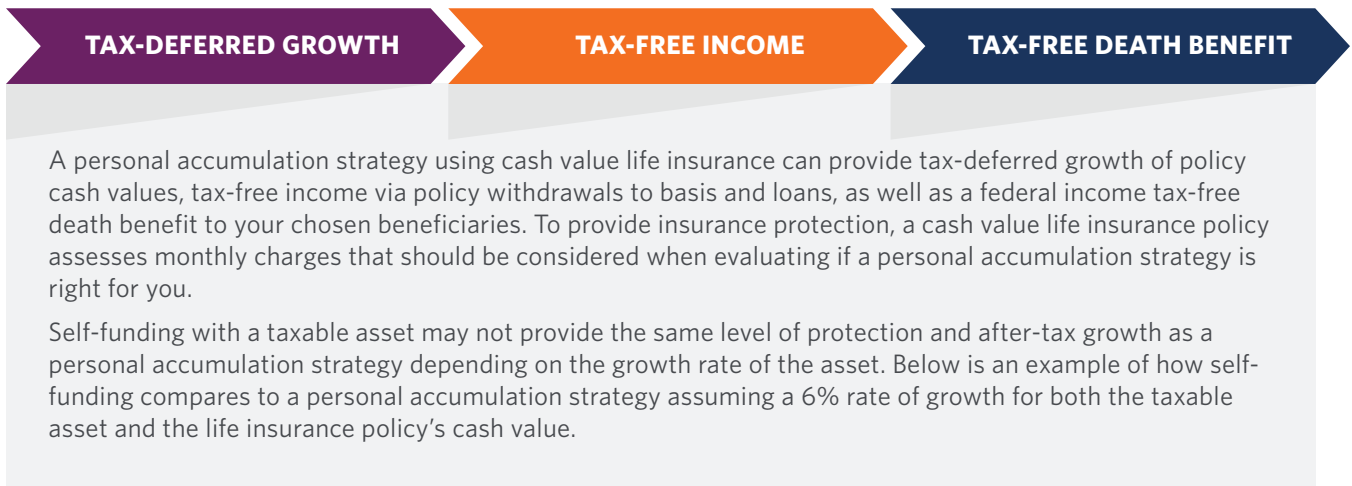 TAX-DEFERRED GROWTH
TAX-FREE INCOME
TAX-FREE DEATH BENEFIT
A personal accumulation strategy using cash value life insurance can provide tax-deferred growth of policy
cash values, tax-free income via policy withdrawals to basis and loans, as well as a federal income tax-free
death benefit to your chosen beneficiaries. To provide insurance protection, a cash value life insurance policy
assesses monthly charges that should be considered when evaluating if a personal accumulation strategy is
right for you.
Self-funding with a taxable asset may not provide the same level of protection and after-tax growth as a
personal accumulation strategy depending on the growth rate of the asset. Below is an example of how self-
funding compares to a personal accumulation strategy assuming a 6% rate of growth for both the taxable
asset and the life insurance policy’s cash value.